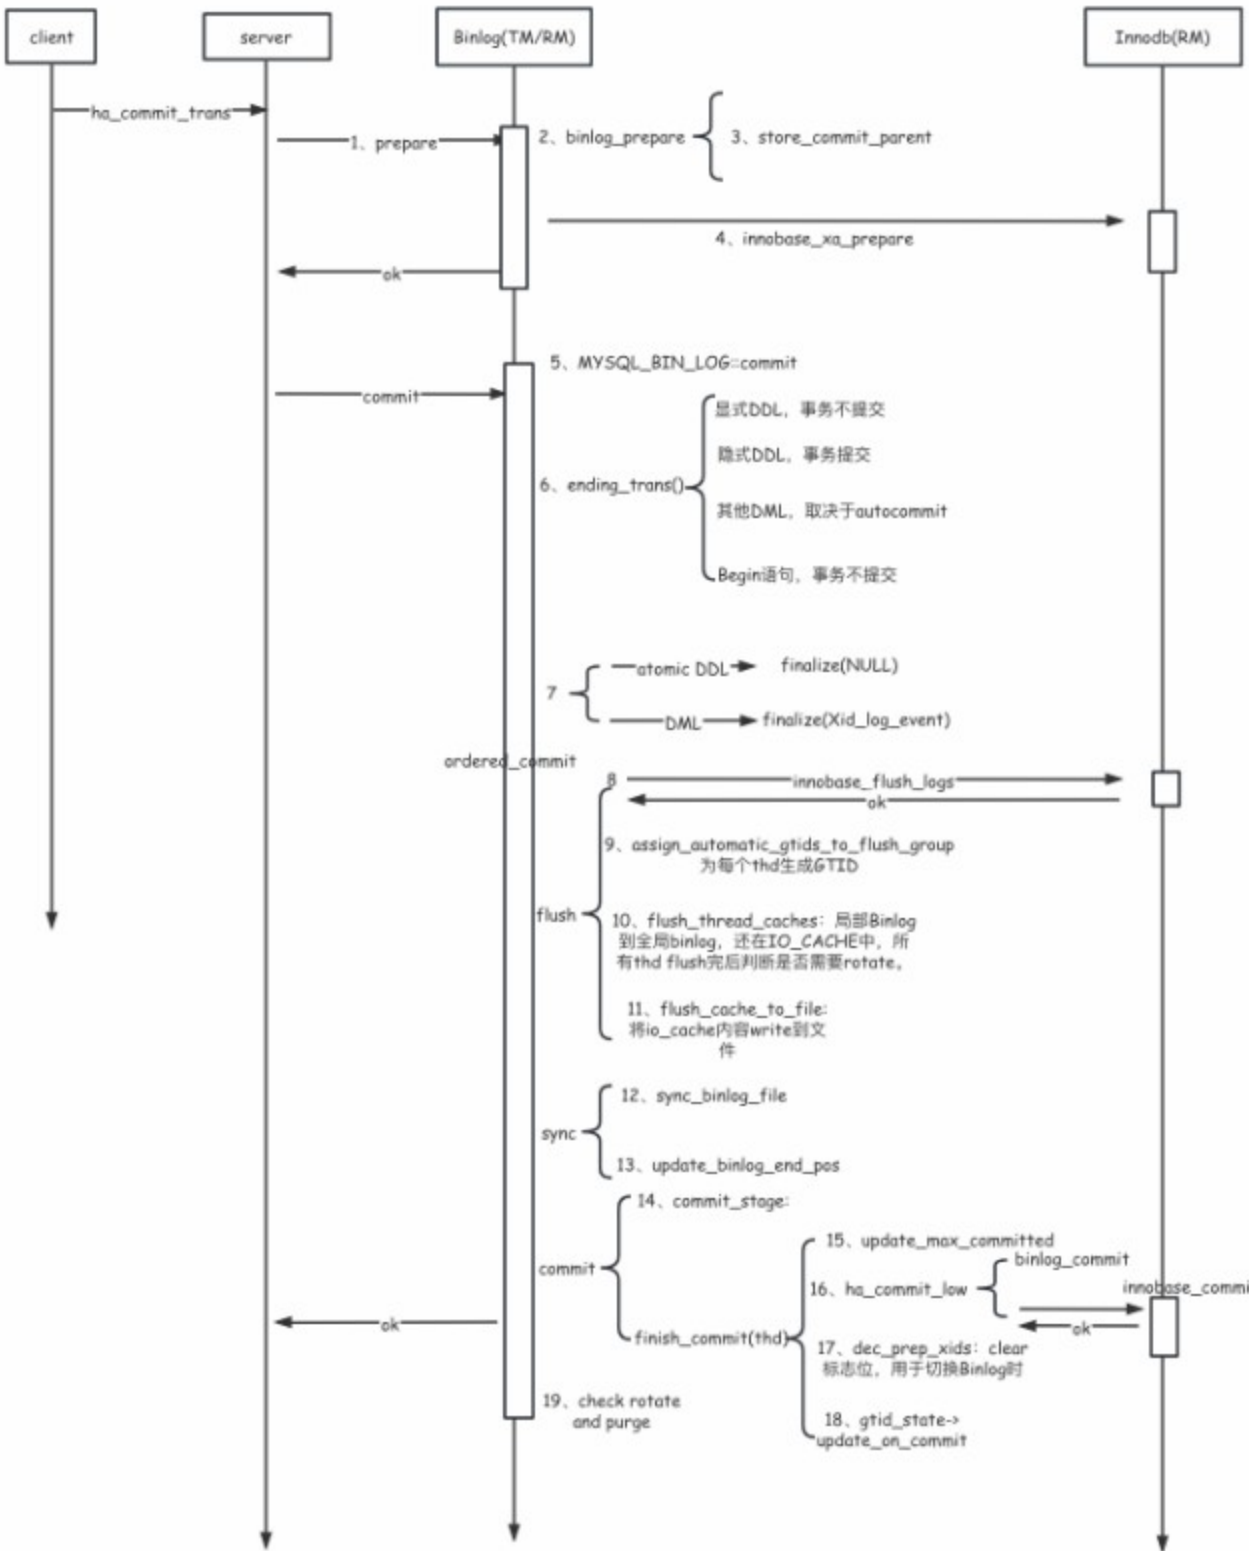 client
server
Binlog(TM/RM)
Innodb(RM)
ha_commit_trans
1、prepare
2、binlog_prepare
3、store_commit_parent
4、innobase_xa_prepare
ok
5、MYSQL_BIN_LOG::commit
commit
显式DDL，事务不提交
隐式DDL，事务提交
6、ending_trans()
其他DML，取决于autocommit
Begin语句，事务不提交
atomic DDL
finalize(NULL)
7
DML
finalize(Xid_log_event)
ordered_commit
8
innobase_flush_logs
ok
9、assign_automatic_gtids_to_flush_group
为每个thd生成GTID
flush
10、flush_thread_caches：局部Binlog
到全局binlog，还在IO_CACHE中，所
有thd flush完后判断是否需要rotate。
11、flush_cache_to_file:
将io_cache内容write到文
件
12、sync_binlog_file
sync
13、update_binlog_end_pos
14、commit_stage:
15、update_max_committed
binlog_commit
commit
16、ha_commit_low
innobase_commi
ok
ok
finish_commit(thd)
17、dec_prep_xids：clear
标志位，用于切换Binlog时
19、check rotate
and purge
18、gtid_state->
update_on_commit